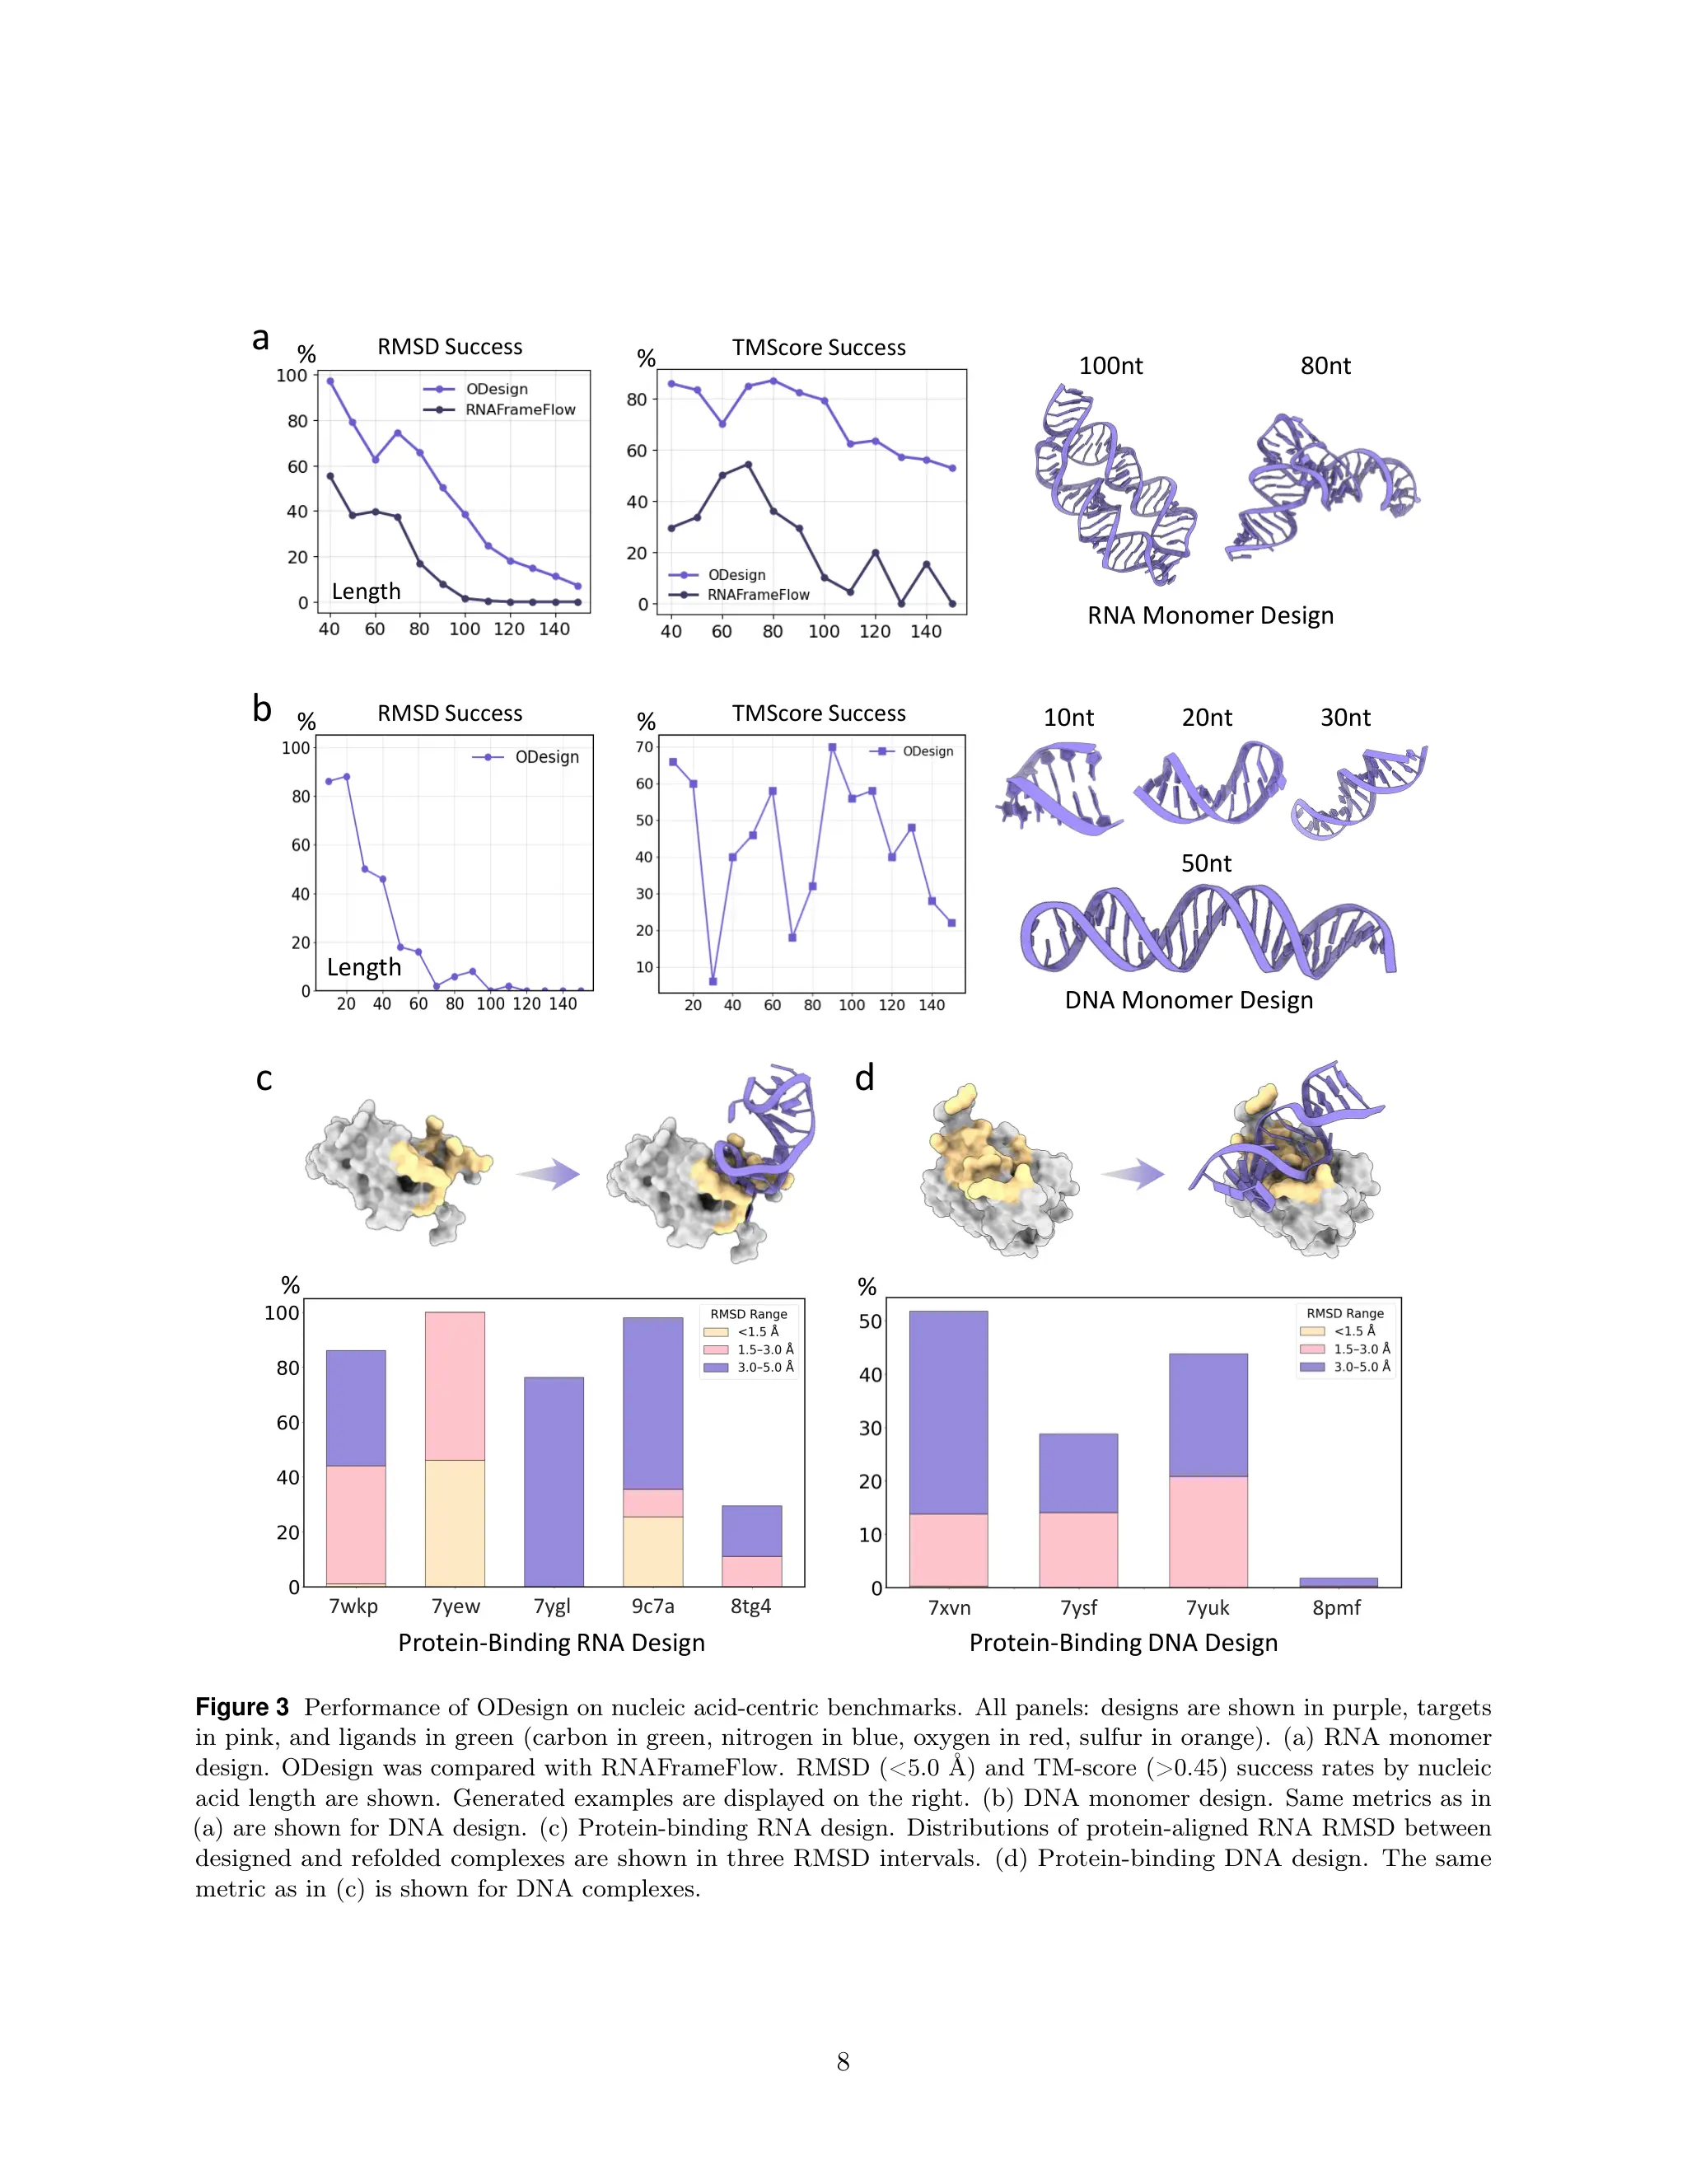 a
RMSD Success
%
100
80
60
40
20
0
ODesign
RNAFrameFlow
Length
40 60 80 100 120 140
TMScore Success
%
80
60
40
20
0
ODesign
RNAFrameFlow
40 60 80 100 120 140
100nt 80nt
RNA Monomer Design
b
RMSD Success
%
100
80
60
40
20
0
ODesign
Length
20 40 60 80 100 120 140
TMScore Success
%
70
60
50
40
30
20
10
ODesign
20 40 60 80 100 120 140
10nt 20nt 30nt
50nt
DNA Monomer Design
c
%
100
80
60
40
20
0
RMSD Range
<1.5 Å
1.5–3.0 Å
3.0–5.0 Å
7wkp 7yew 7ygl 9c7a 8tg4
Protein-Binding RNA Design
d
%
50
40
30
20
10
0
RMSD Range
<1.5 Å
1.5–3.0 Å
3.0–5.0 Å
7xvn 7ysf 7yuk 8pmf
Protein-Binding DNA Design
Figure 3 Performance of ODesign on nucleic acid-centric benchmarks. All panels: designs are shown in purple, targets
in pink, and ligands in green (carbon in green, nitrogen in blue, oxygen in red, sulfur in orange). (a) RNA monomer
design. ODesign was compared with RNAFrameFlow. RMSD (<5.0 Å) and TM-score (>0.45) success rates by nucleic
acid length are shown. Generated examples are displayed on the right. (b) DNA monomer design. Same metrics as in
(a) are shown for DNA design. (c) Protein-binding RNA design. Distributions of protein-aligned RNA RMSD between
designed and refolded complexes are shown in three RMSD intervals. (d) Protein-binding DNA design. The same
metric as in (c) is shown for DNA complexes.
8